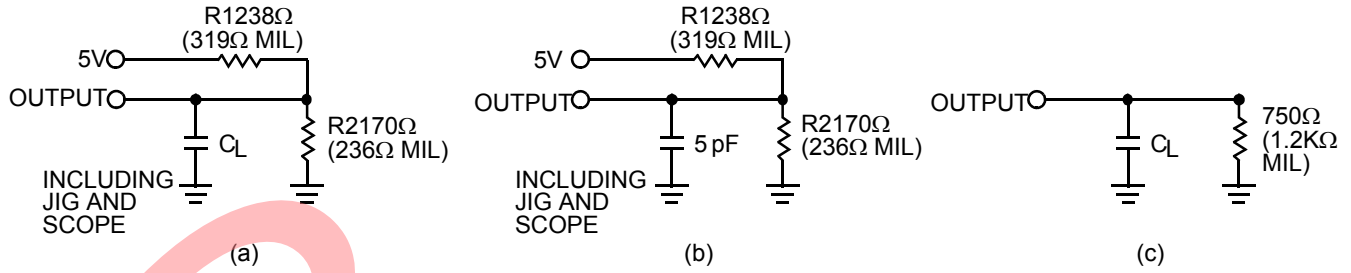 R1238Ω
(319Ω MIL)
5V
OUTPUT
CL
R2170Ω
(236Ω MIL)
INCLUDING
JIG AND
SCOPE
(a)
R1238Ω
(319Ω MIL)
5V
OUTPUT
5 pF
R2170Ω
(236Ω MIL)
INCLUDING
JIG AND
SCOPE
(b)
OUTPUT
CL
750Ω
(1.2KΩ
MIL)
(c)